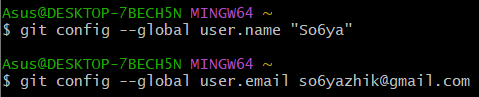 Asus@DESKTOP-7BECH5N MINGW64 ~
$ git config --global user.name "So6ya"
Asus@DESKTOP-7BECH5N MINGW64 ~
$ git config --global user.email so6yazhik@gmail.com